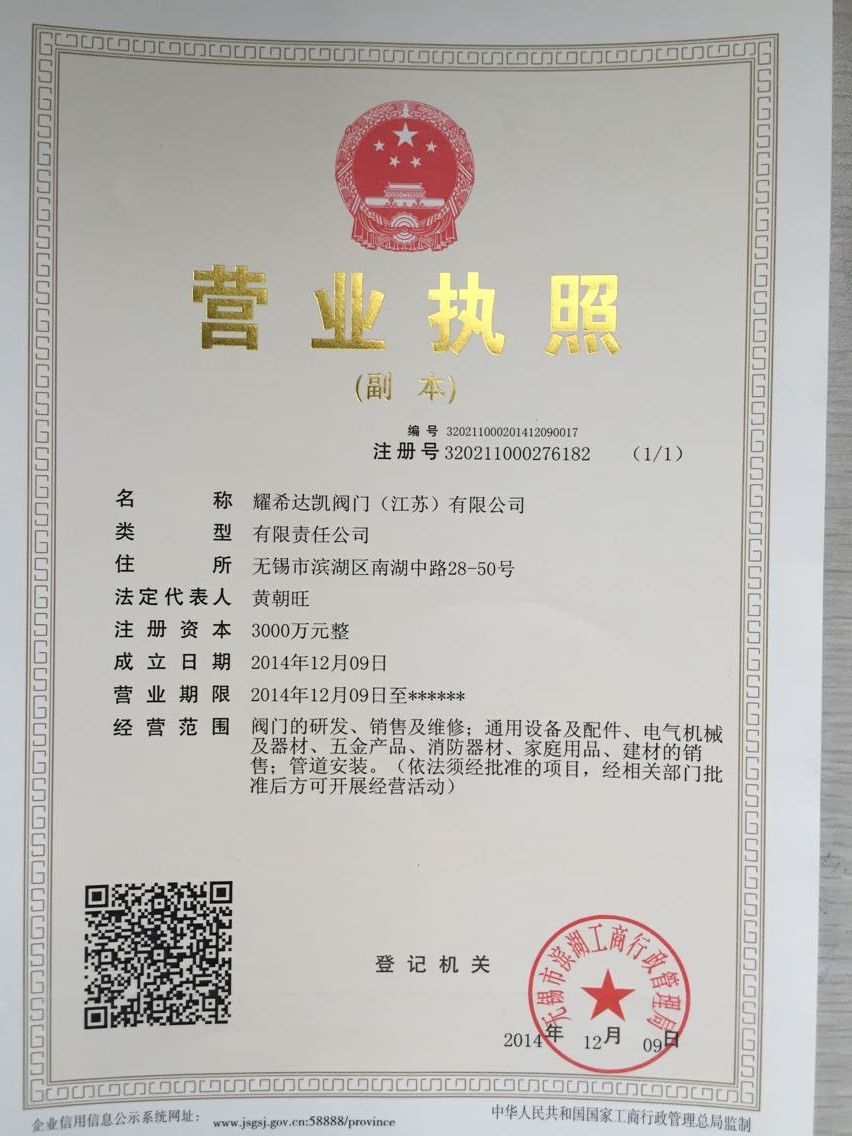 营业执照
(副 本)
编 号 320211000201412090017
注册号 320211000276182 （1/1）
名 称 耀希达凯阀门（江苏）有限公司
类 型 有限责任公司
住 所 无锡市滨湖区南湖中路28-50号
法定代表人 黄朝旺
注 册 资 本 3000万元整
成 立 日 期 2014年12月09日
营 业 期 限 2014年12月09日至******
经 营 范 围 阀门的研发、销售及维修；通用设备及配件、电气机械
及器材、五金产品、消防器材、家庭用品、建材的销
售；管道安装。（依法须经批准的项目，经相关部门批
准后方可开展经营活动）
登 记 机 关
无锡市滨湖工商行政管理局
2014年 12月 09日
企业信用信息公示系统网址： www.jsgsj.gov.cn:58888/province
中华人民共和国国家工商行政管理总局监制